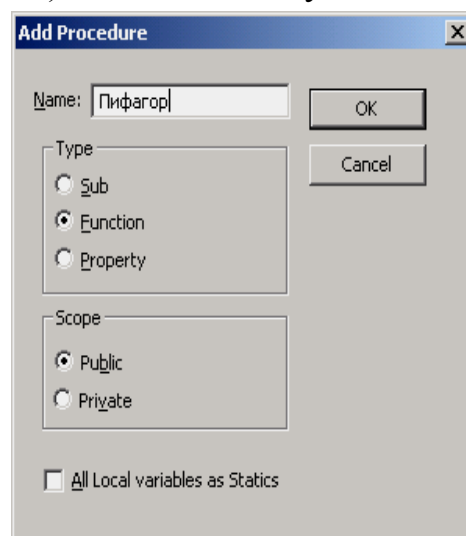 Add Procedure
Name: Пифагор
OK
Cancel
Type
Sub
Function
Property
Scope
Public
Private
All Local variables as Statics